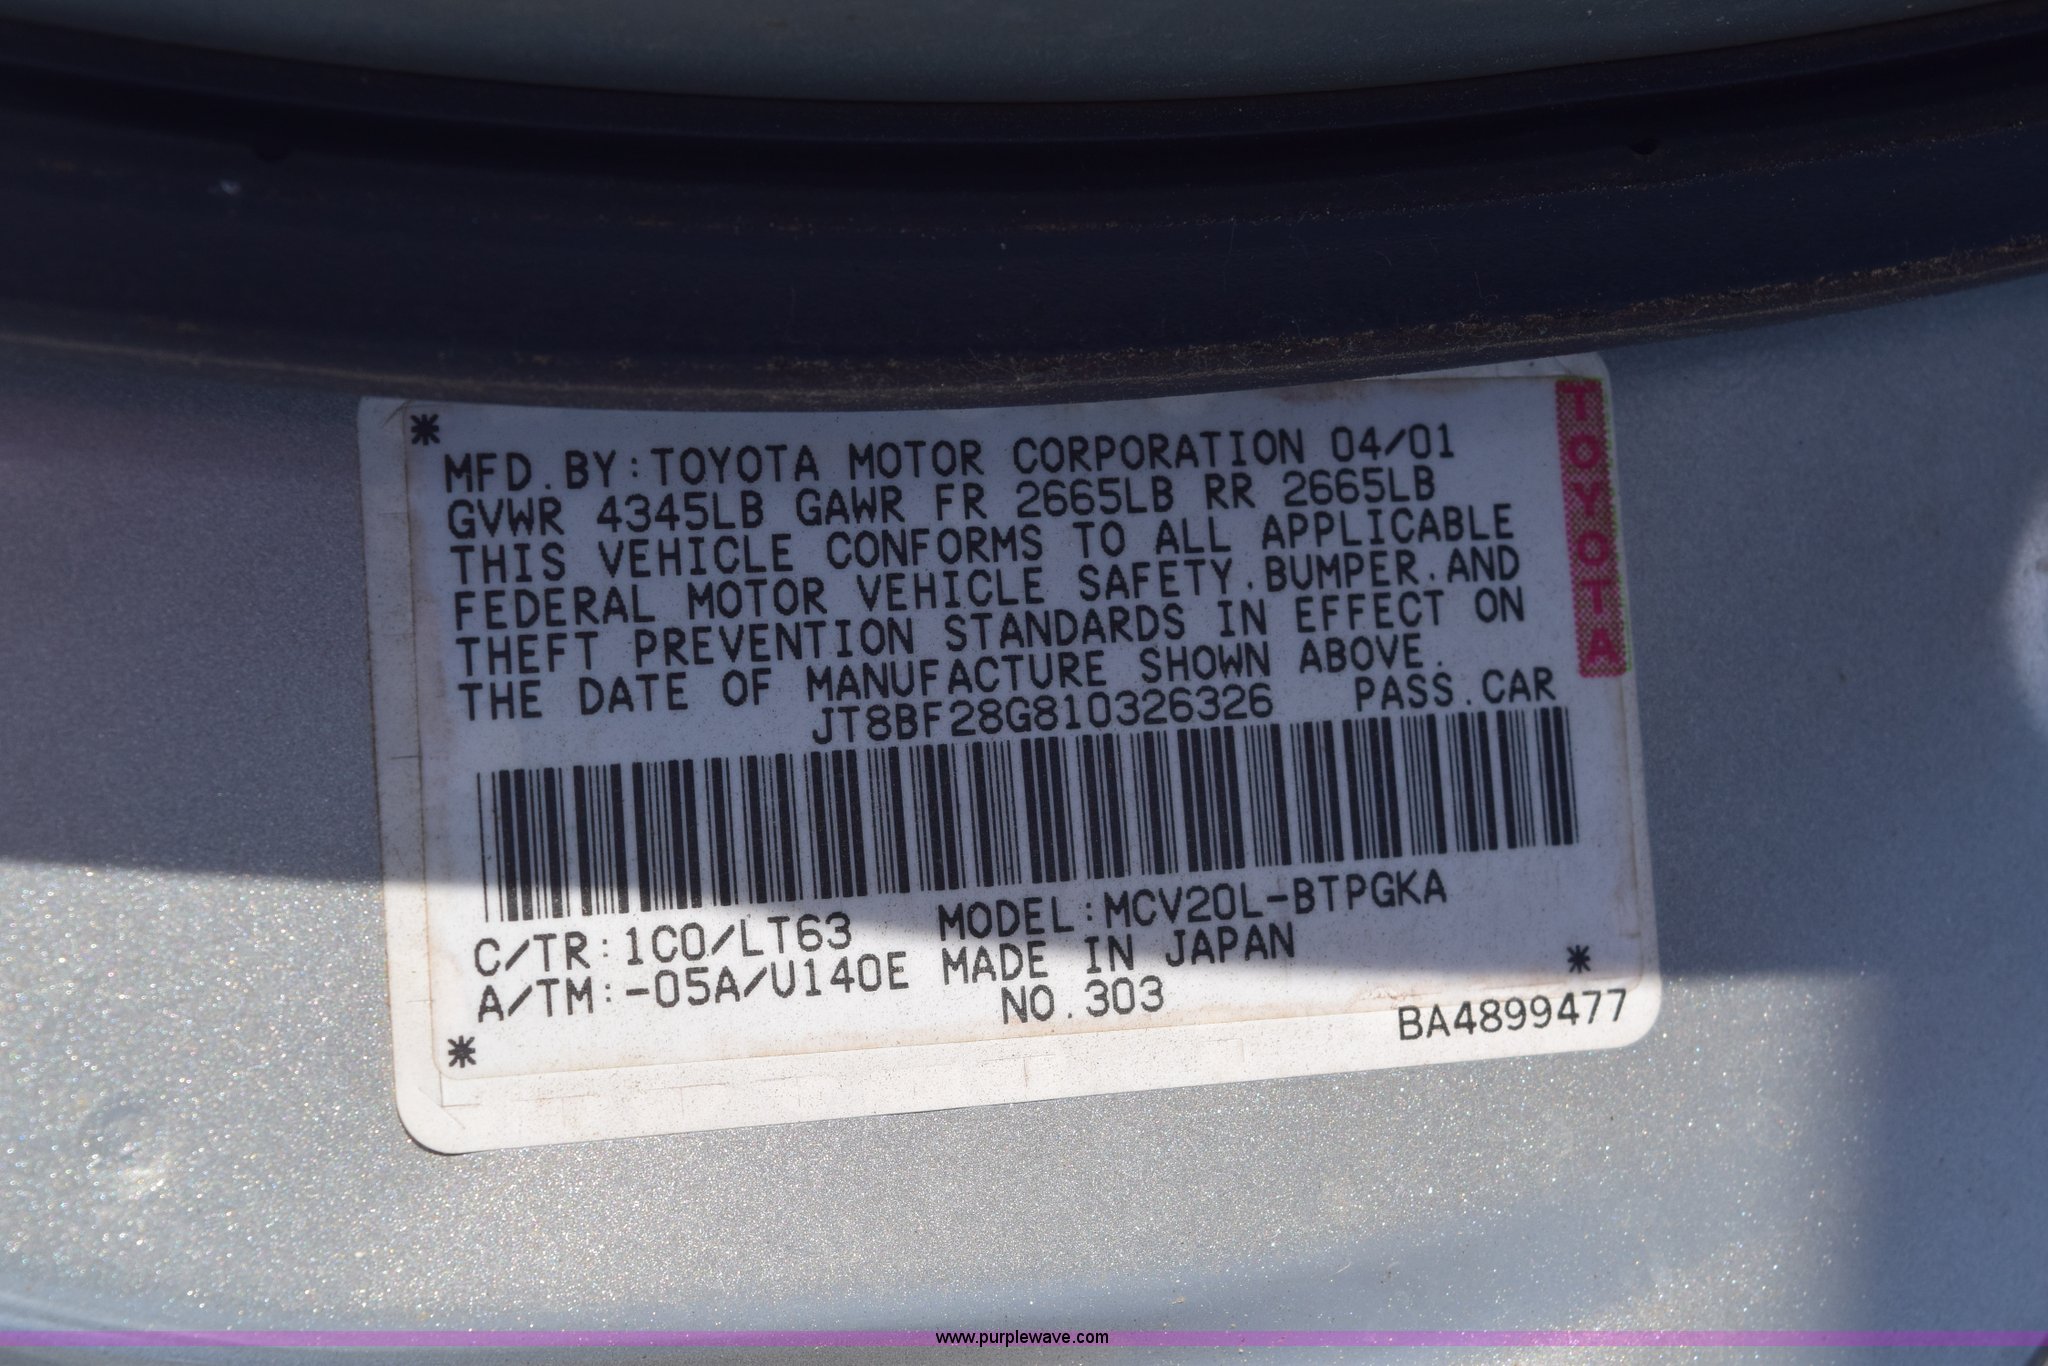 MFD.BY:TOYOTA MOTOR CORPORATION 04/01
GVWR 4345LB GAWR FR 2665LB RR 2665LB
THIS VEHICLE CONFORMS TO ALL APPLICABLE
FEDERAL MOTOR VEHICLE SAFETY.BUMPER.AND
THEFT PREVENTION STANDARDS IN EFFECT ON
THE DATE OF MANUFACTURE SHOWN ABOVE.
JT8BF28G810326326 PASS.CAR
C/TR:1C0/LT63 MODEL:MCV20L-BTPGKA
A/TM:-05A/U140E MADE IN JAPAN
NO.303
BA4899477
TOYOTA
www.purplewave.com